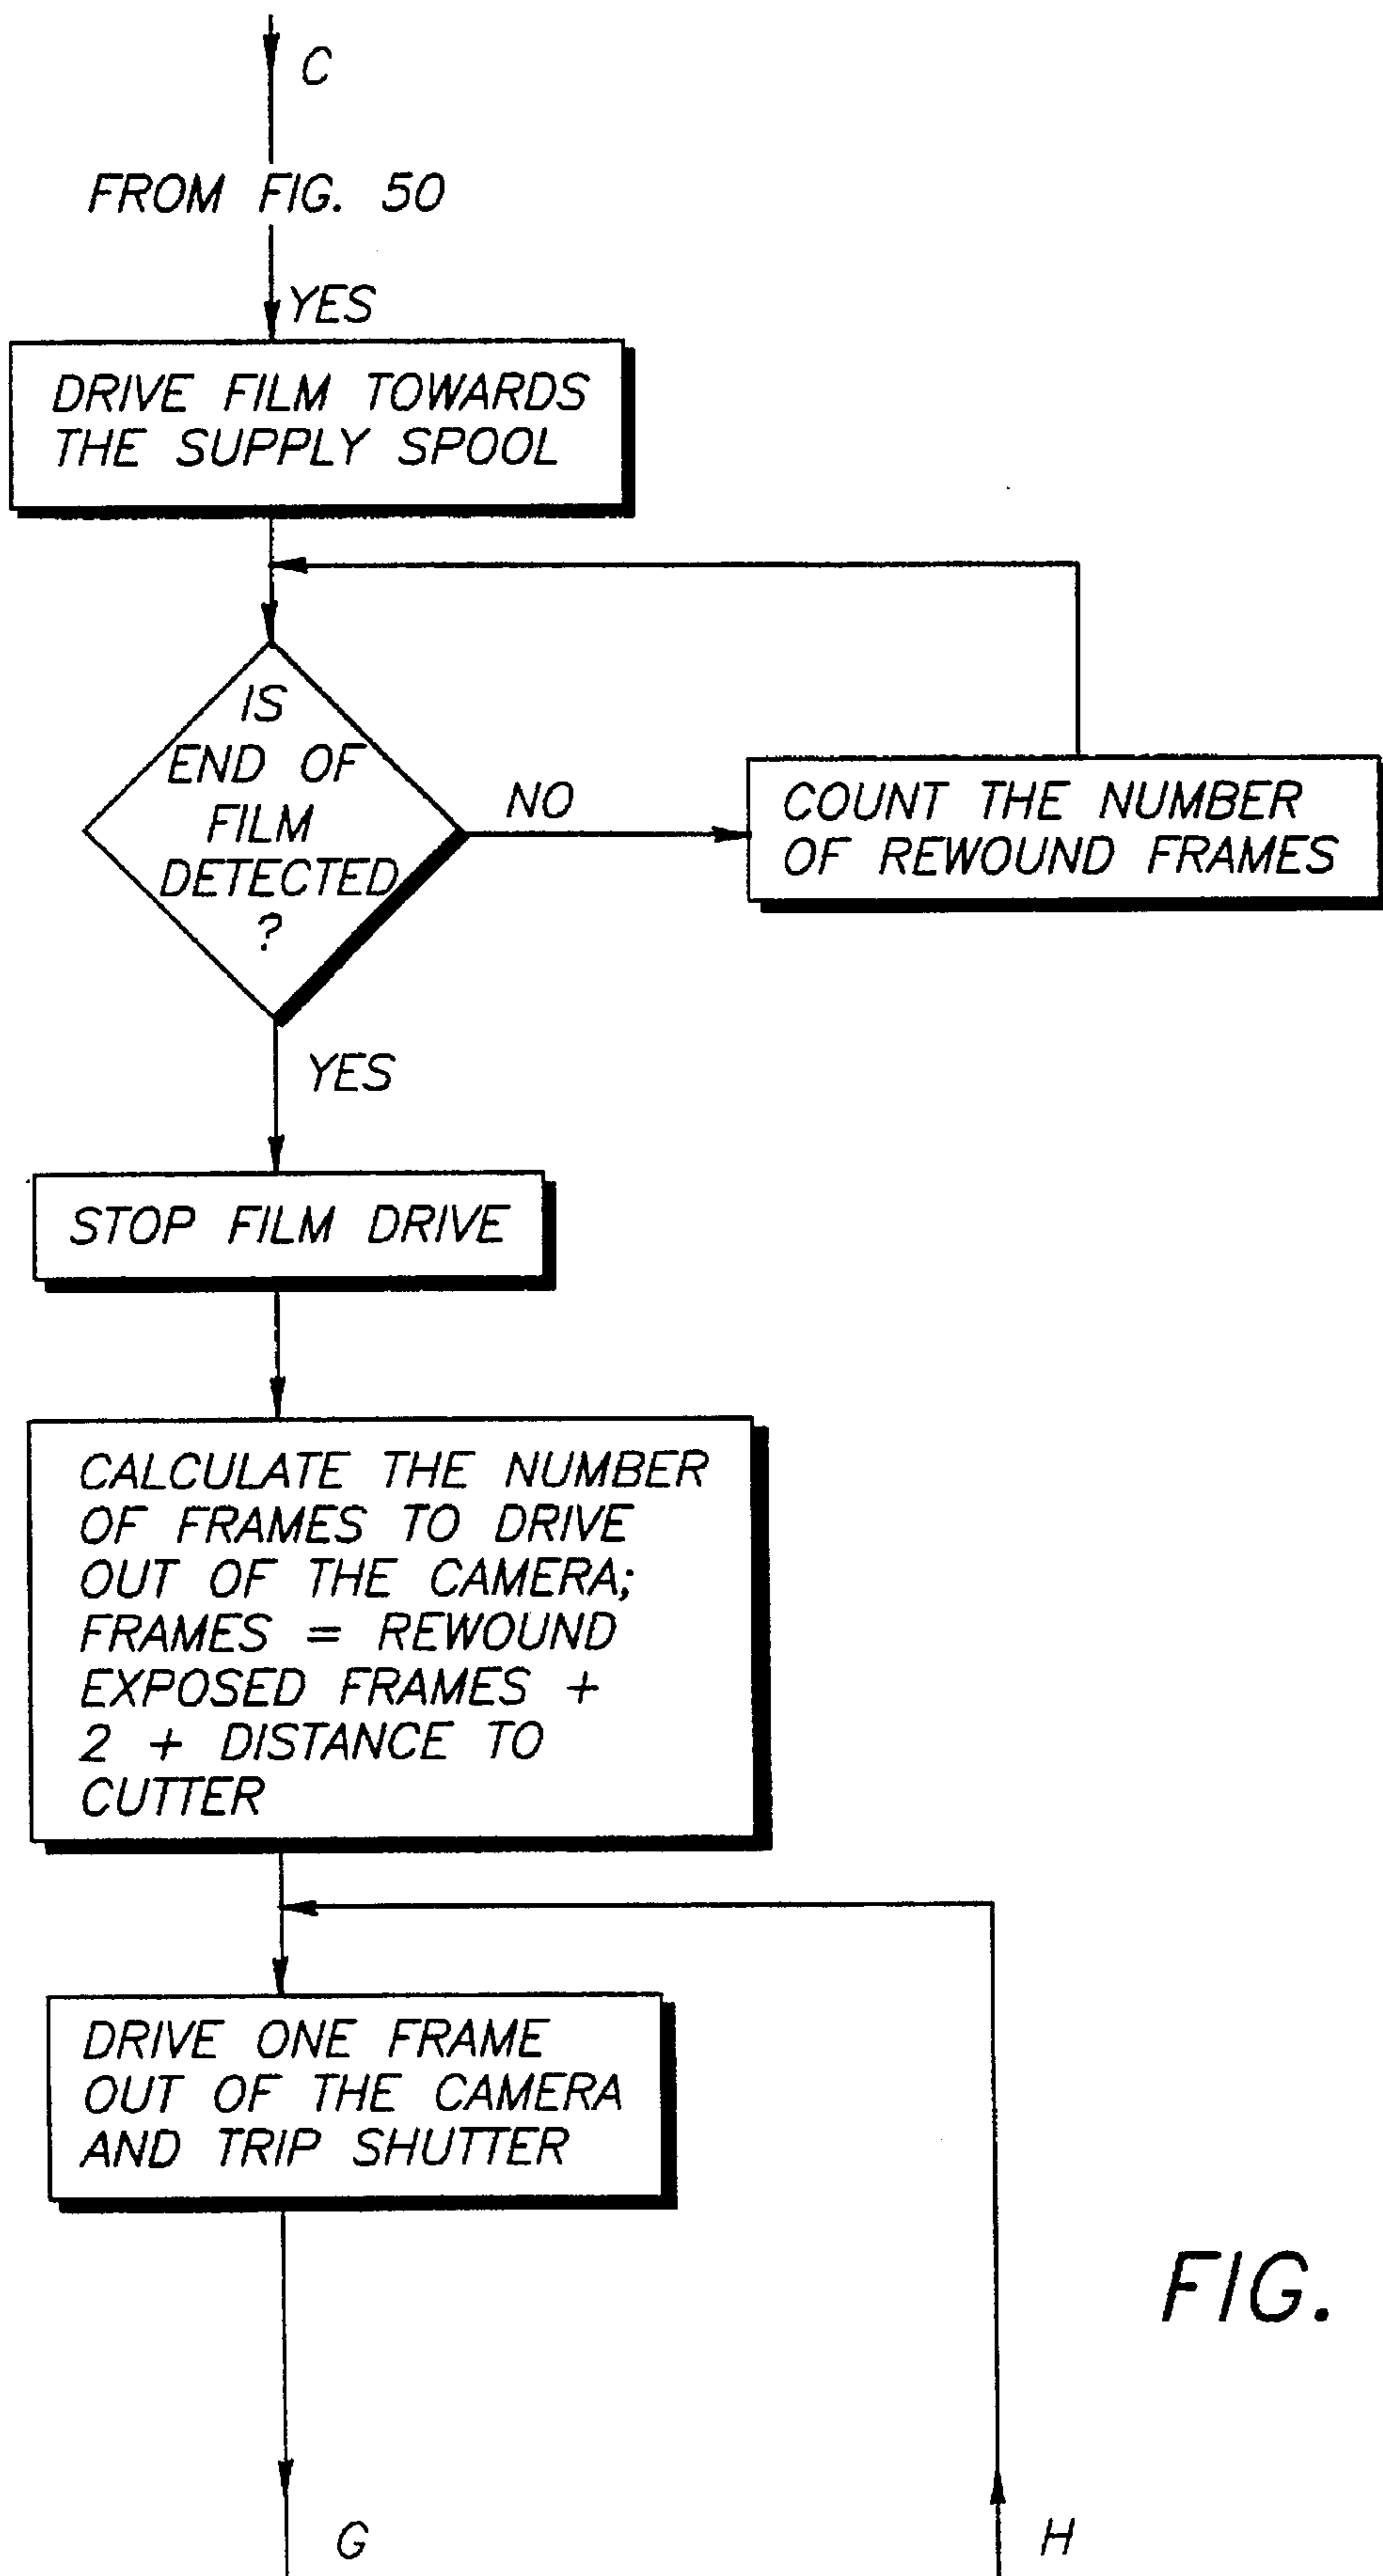 C
FROM FIG. 50
YES
DRIVE FILM TOWARDS
THE SUPPLY SPOOL
IS
END OF
FILM
DETECTED
?
NO
COUNT THE NUMBER
OF REWOUND FRAMES
YES
STOP FILM DRIVE
CALCULATE THE NUMBER
OF FRAMES TO DRIVE
OUT OF THE CAMERA;
FRAMES = REWOUND
EXPOSED FRAMES +
2 + DISTANCE TO
CUTTER
DRIVE ONE FRAME
OUT OF THE CAMERA
AND TRIP SHUTTER
FIG.
G
H